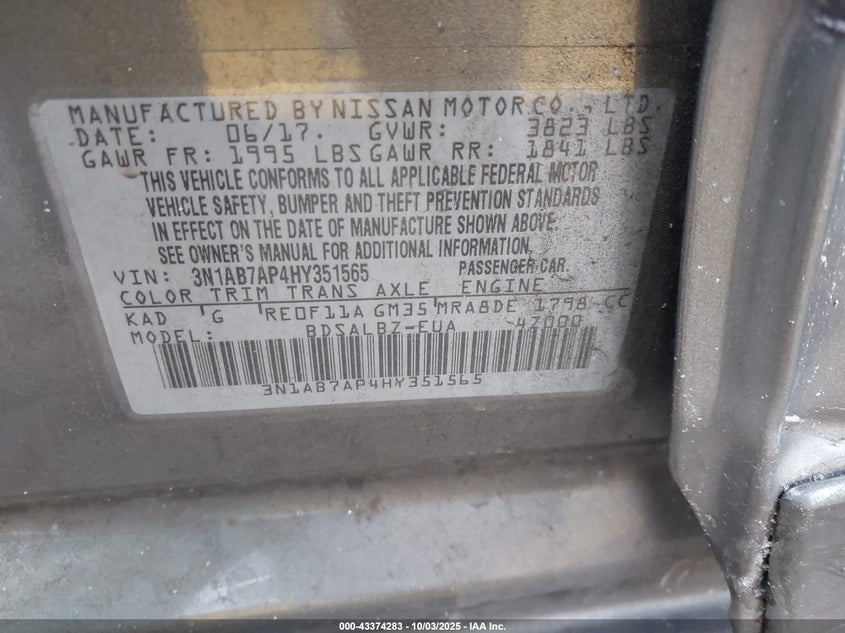 MANUFACTURED BY NISSAN MOTOR CO., LTD.
DATE: 06/17. GVWR: 3823 LBS
GAWR FR: 1995 LBS GAWR RR: 1841 LBS
THIS VEHICLE CONFORMS TO ALL APPLICABLE FEDERAL MOTOR
VEHICLE SAFETY, BUMPER AND THEFT PREVENTION STANDARDS
IN EFFECT ON THE DATE OF MANUFACTURE SHOWN ABOVE.
SEE OWNER'S MANUAL FOR ADDITIONAL INFORMATION.
VIN: 3N1AB7AP4HY351565 PASSENGER CAR.
COLOR TRIM TRANS AXLE ENGINE
KAD G RE0F11A GM35 MRA8DE 1798 CC
MODEL: BDSALBZ-EUA -4Z000
3N1AB7AP4HY351565
000-43374283 - 10/03/2025 - IAA Inc.